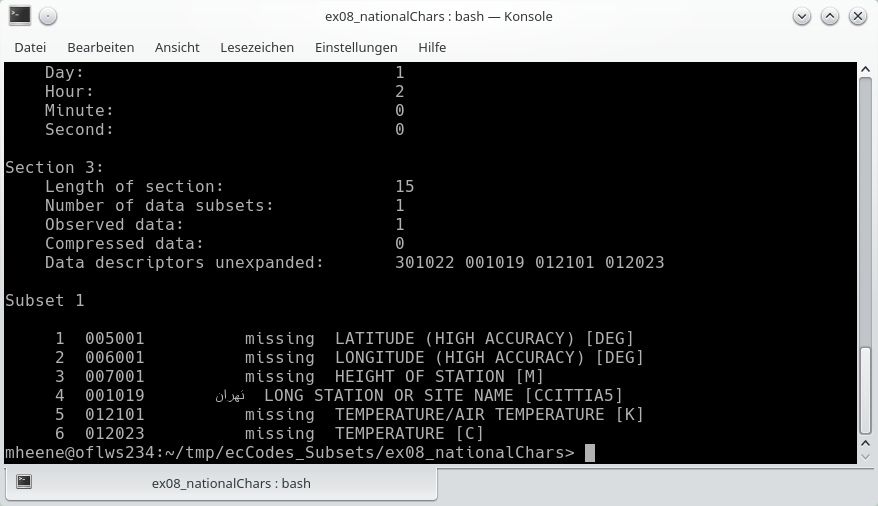 ex08_nationalChars : bash — Konsole
Datei Bearbeiten Ansicht Lesezeichen Einstellungen Hilfe
Day: 1
Hour: 2
Minute: 0
Second: 0
Section 3:
Length of section: 15
Number of data subsets: 1
Observed data: 1
Compressed data: 0
Data descriptors unexpanded: 301022 001019 012101 012023
Subset 1
1 005001 missing LATITUDE (HIGH ACCURACY) [DEG]
2 006001 missing LONGITUDE (HIGH ACCURACY) [DEG]
3 007001 missing HEIGHT OF STATION [M]
4 001019 تهران LONG STATION OR SITE NAME [CCITTIA5]
5 012101 missing TEMPERATURE/AIR TEMPERATURE [K]
6 012023 missing TEMPERATURE [C]
mheene@oflws234:~/tmp/ecCodes_Subsets/ex08_nationalChars>
ex08_nationalChars : bash